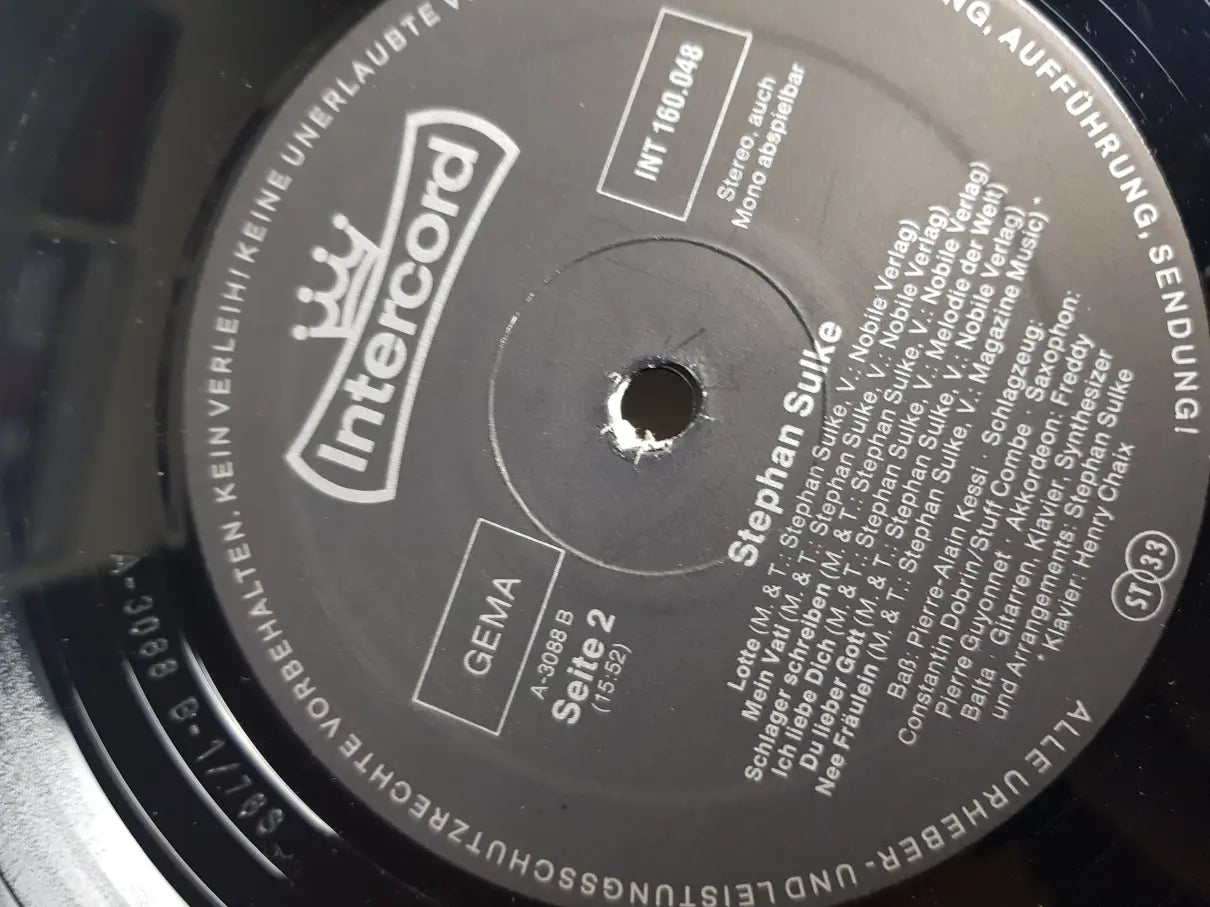 Intercord
GEMA
INT 160.048
A-3088 B
Seite 2
(15:52)
Stereo, auch
Mono abspielbar
Stephan Sulke
Lotte (M. & T.: Stephan Sulke, V.: Nobile Verlag)
Mein Vati (M. & T.: Stephan Sulke, V.: Nobile Verlag)
Schlager schreiben (M. & T.: Stephan Sulke, V.: Nobile Verlag)
Ich liebe Dich (M. & T.: Stephan Sulke, V.: Melodie der Welt)
Du lieber Gott (M. & T.: Stephan Sulke, V.: Nobile Verlag)
Nee Fräulein (M. & T.: Stephan Sulke, V.: Magazine Music) *
Baß: Pierre-Alain Kessi · Schlagzeug:
Constantin Dobrin/Stuff Combe · Saxophon:
Pierre Guyonnet · Akkordeon: Freddy
Balta · Gitarren, Klavier, Synthesizer
und Arrangements: Stephan Sulke
* Klavier: Henry Chaix
ST 33
ALLE URHEBER- UND LEISTUNGSSCHUTZRECHTE VORBEHALTEN. KEIN VERLEIH! KEINE UNERLAUBTE
AUFFÜHRUNG, SENDUNG!
A-3088 B-1/76S